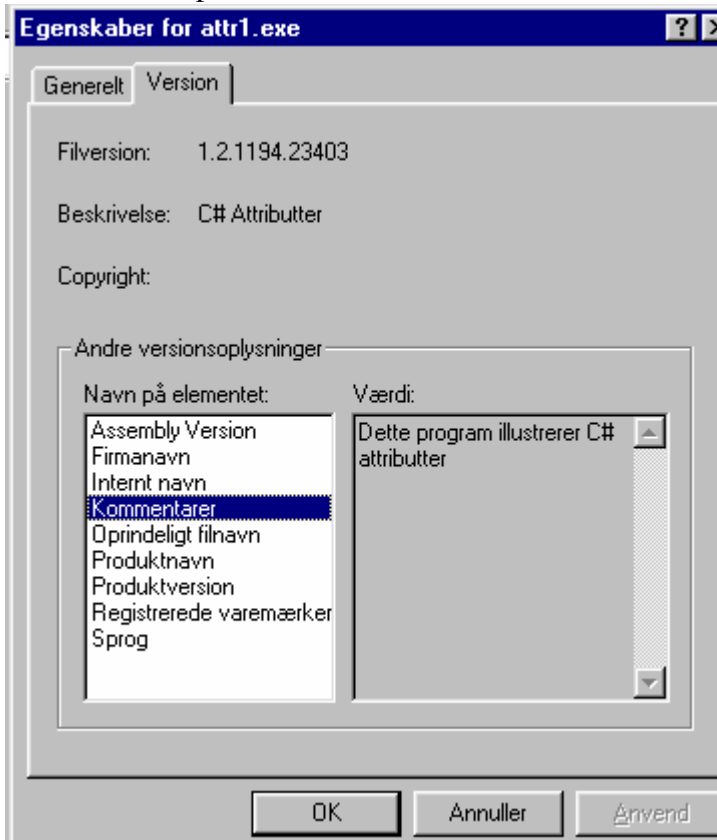 Egenskaber for attr1.exe
Generelt Version
Filversion: 1.2.1194.23403
Beskrivelse: C# Attributter
Copyright:
Andre versionsoplysninger
Navn på elementet:
Assembly Version
Firmanavn
Internt navn
Kommentarer
Oprindeligt filnavn
Produktnavn
Produktversion
Registrerede varemærker
Sprog
Værdi:
Dette program illustrerer C#
attributter
OK Annuller Anvend